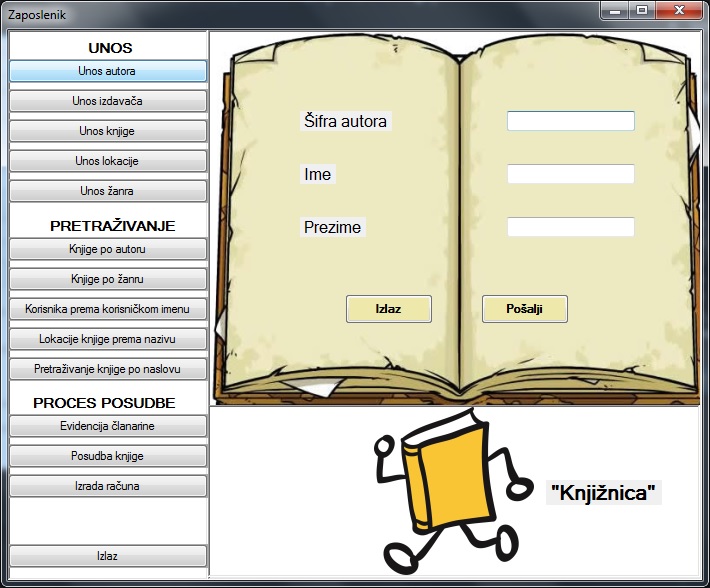 Zaposlenik
UNOS
Unos autora
Unos izdavača
Unos knjige
Unos lokacije
Unos žanra
PRETRAŽIVANJE
Knjige po autoru
Knjige po žanru
Korisnika prema korisničkom imenu
Lokacije knjige prema nazivu
Pretraživanje knjige po naslovu
PROCES POSUDBE
Evidencija članarine
Posudba knjige
Izrada računa
Izlaz
Šifra autora
Ime
Prezime
Izlaz Pošalji
"Knjižnica"